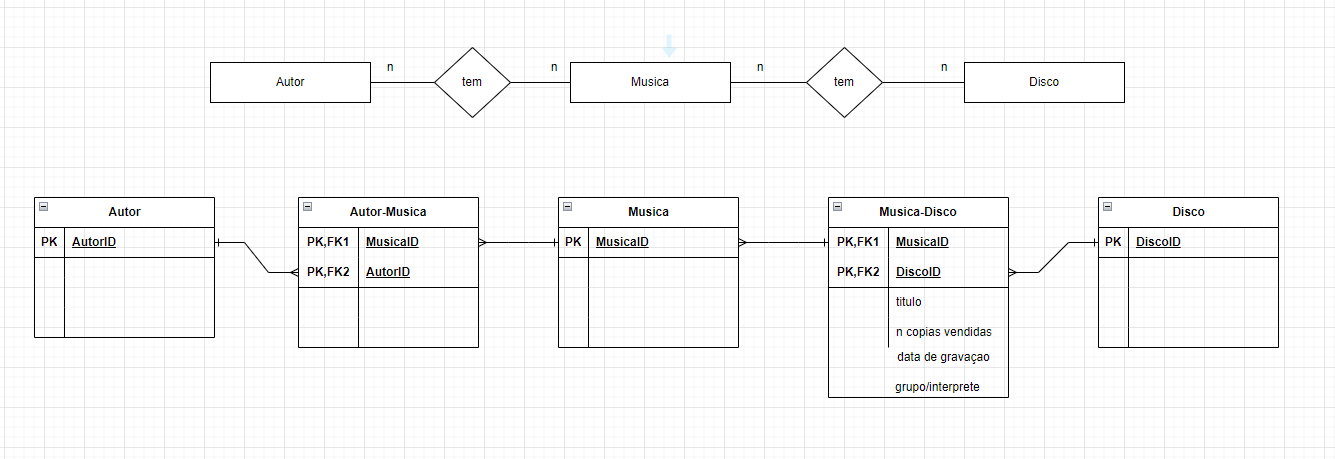 n n n n
Autor tem Musica tem Disco
Autor
PK AutorID
Autor-Musica
PK,FK1 MusicaID
PK,FK2 AutorID
Musica
PK MusicaID
Musica-Disco
PK,FK1 MusicaID
PK,FK2 DiscoID
titulo
n copias vendidas
data de gravaçao
grupo/interprete
Disco
PK DiscoID